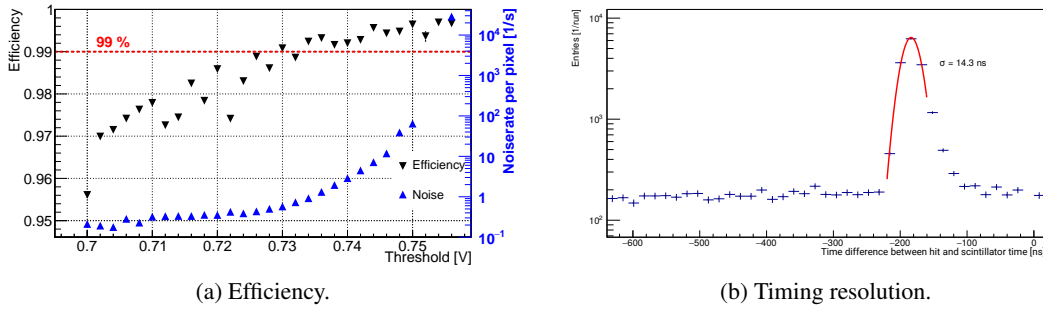 Efficiency
1
0.99
0.98
0.97
0.96
0.95
99 %
Efficiency
Noise
10⁴
10³
10²
10
1
10⁻¹
Noiserate per pixel [1/s]
0.7 0.71 0.72 0.73 0.74 0.75
Threshold [V]
(a) Efficiency.
Entries [1/run]
10⁴
10³
10²
σ = 14.3 ns
−600 −500 −400 −300 −200 −100 0
Time difference between hit and scintillator time [ns]
(b) Timing resolution.